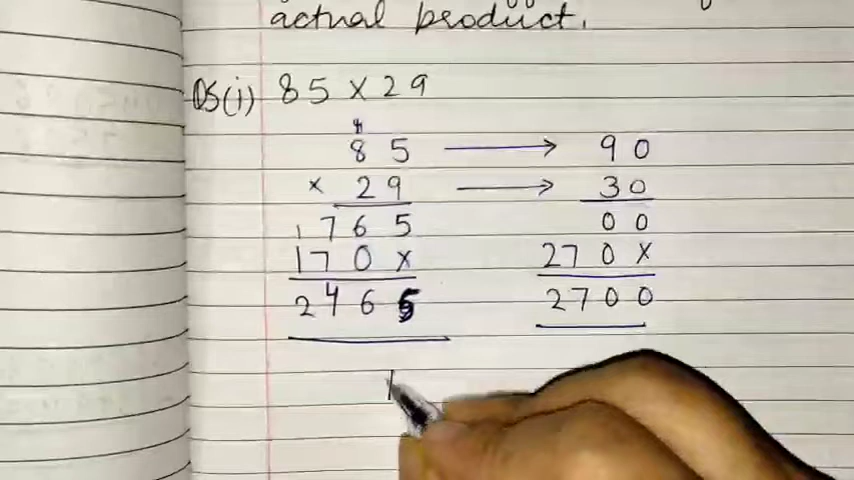 actual product.
Q5(i) 85 × 29
4
85 → 90
× 29 → 30
1765 00
170× 270×
2465 2700